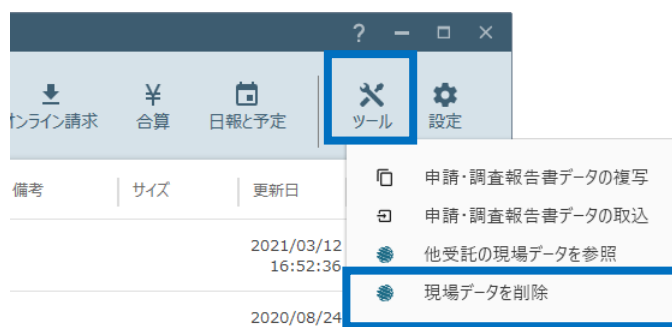 ?
オンライン請求 合算 日報と予定 ツール 設定
備考 サイズ 更新日
申請・調査報告書データの複写
申請・調査報告書データの取込
他受託の現場データを参照
現場データを削除
2021/03/12
16:52:36
2020/08/24